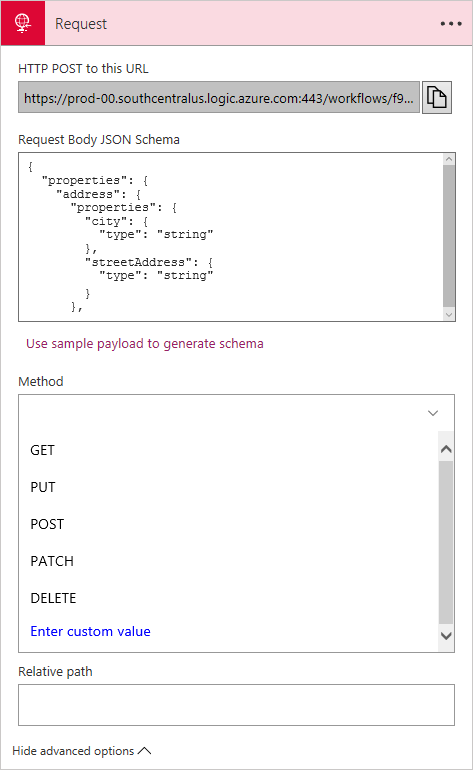 Request
HTTP POST to this URL
https://prod-00.southcentralus.logic.azure.com:443/workflows/f9...
Request Body JSON Schema
{
"properties": {
"address": {
"properties": {
"city": {
"type": "string"
},
"streetAddress": {
"type": "string"
}
},
Use sample payload to generate schema
Method
GET
PUT
POST
PATCH
DELETE
Enter custom value
Relative path
Hide advanced options